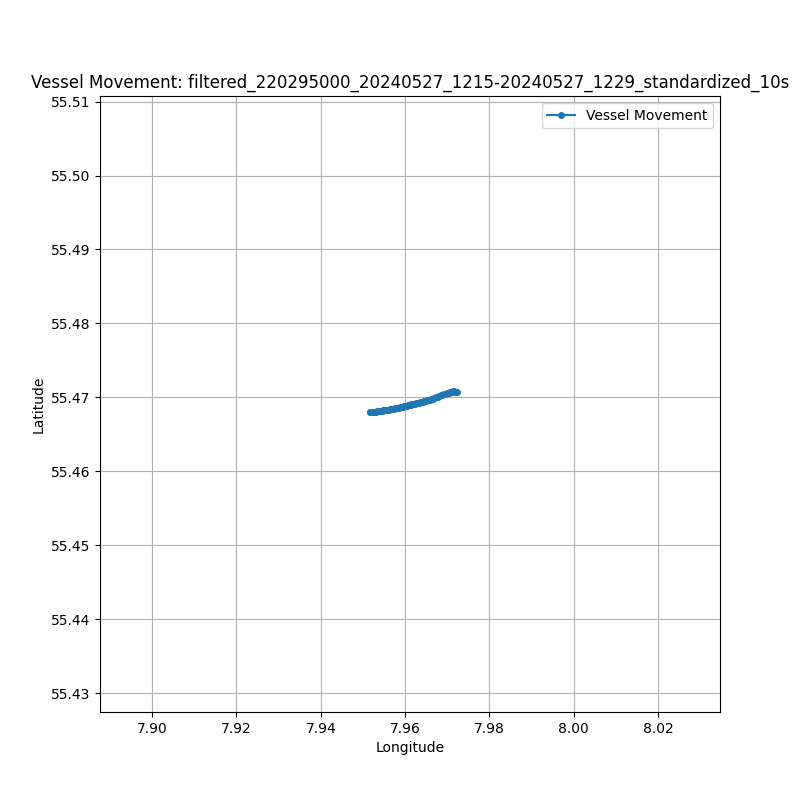 Vessel Movement: filtered_220295000_20240527_1215-20240527_1229_standardized_10s
Vessel Movement
55.51
55.50
55.49
55.48
55.47
55.46
55.45
55.44
55.43
Latitude
7.90 7.92 7.94 7.96 7.98 8.00 8.02
Longitude